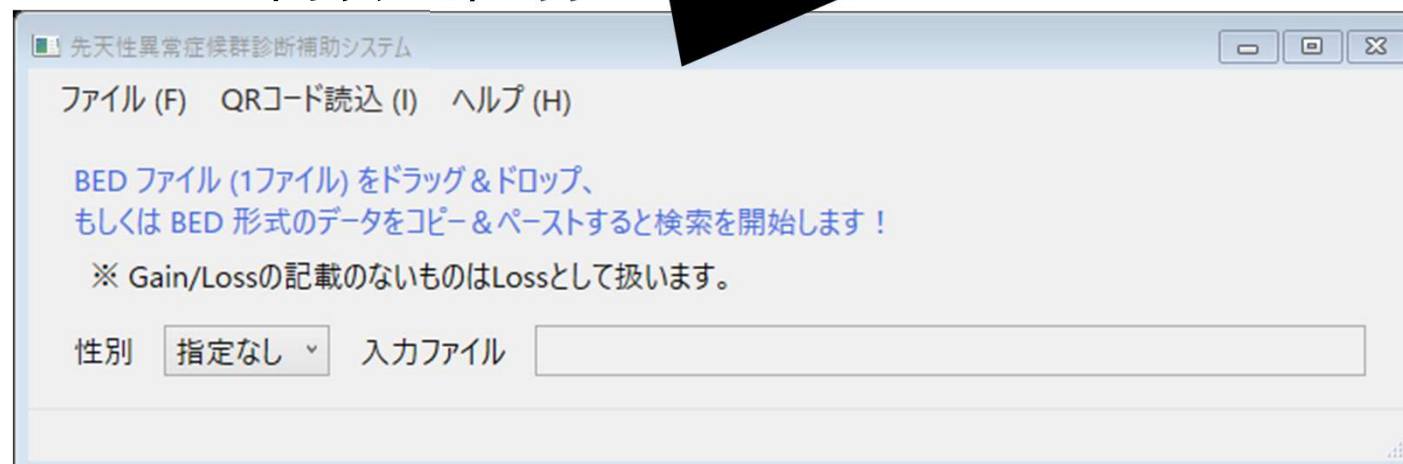 先天性異常症候群診断補助システム
ファイル (F) QRコード読込 (I) ヘルプ (H)
BED ファイル (1ファイル) をドラッグ＆ドロップ、
もしくは BED 形式のデータをコピー＆ペーストすると検索を開始します！
※ Gain/Lossの記載のないものはLossとして扱います。
性別 指定なし 入力ファイル